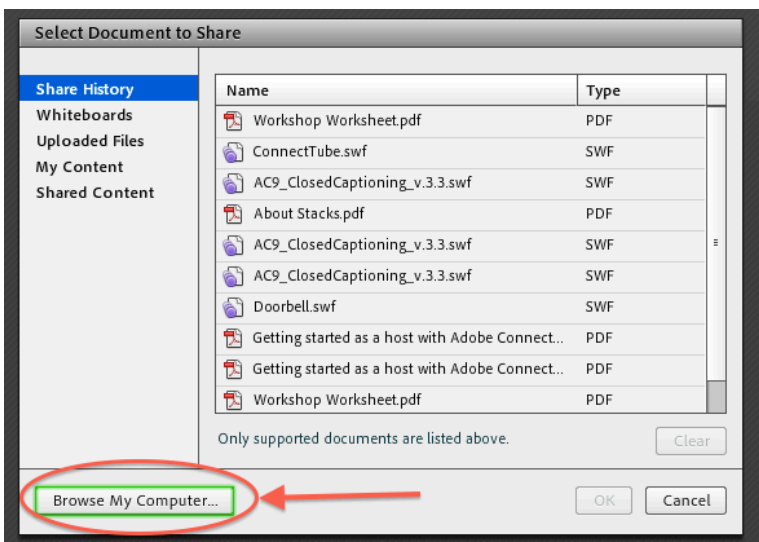 Select Document to Share
Share History
Whiteboards
Uploaded Files
My Content
Shared Content
Name Type
Workshop Worksheet.pdf PDF
ConnectTube.swf SWF
AC9_ClosedCaptioning_v.3.3.swf SWF
About Stacks.pdf PDF
AC9_ClosedCaptioning_v.3.3.swf SWF
AC9_ClosedCaptioning_v.3.3.swf SWF
Doorbell.swf SWF
Getting started as a host with Adobe Connect... PDF
Getting started as a host with Adobe Connect... PDF
Workshop Worksheet.pdf PDF
Only supported documents are listed above. Clear
Browse My Computer... OK Cancel